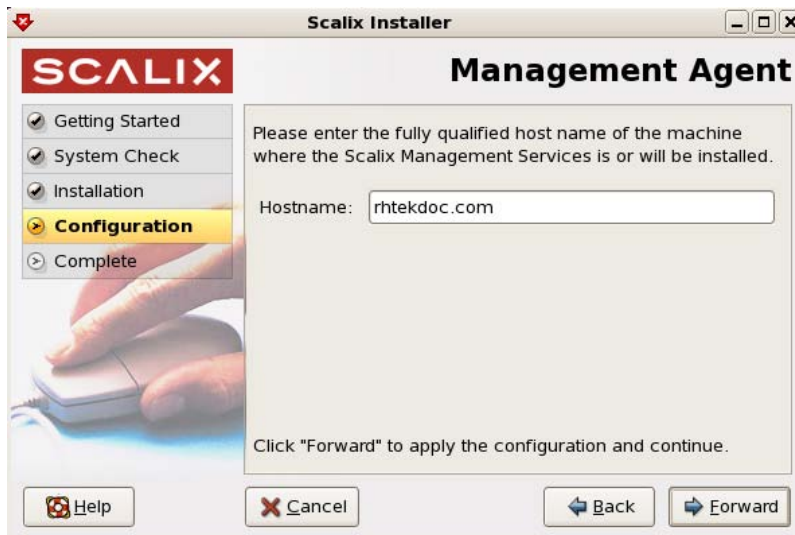 Scalix Installer
SCALIX
Management Agent
Getting Started
System Check
Installation
Configuration
Complete
Please enter the fully qualified host name of the machine
where the Scalix Management Services is or will be installed.
Hostname: rhtekdoc.com
Click "Forward" to apply the configuration and continue.
Help
Cancel
Back
Forward